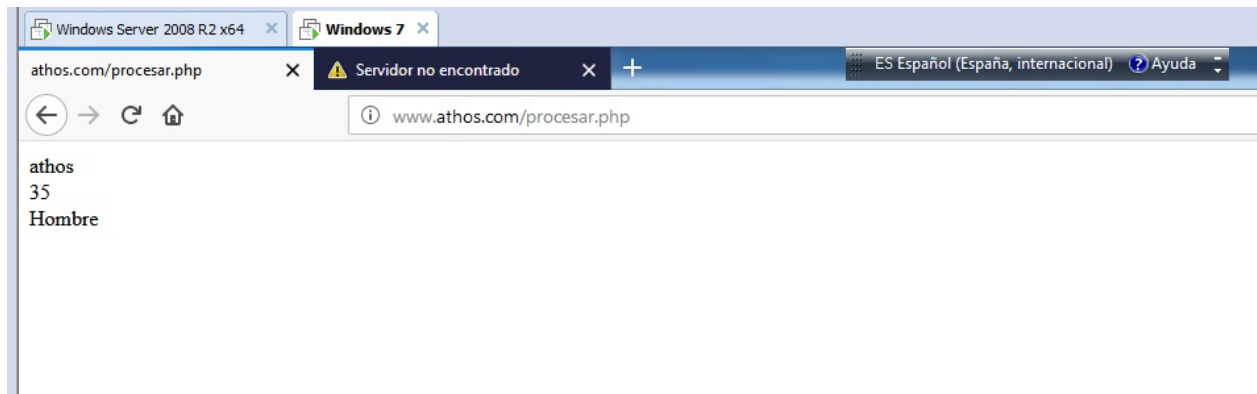 Windows Server 2008 R2 x64 Windows 7
athos.com/procesar.php Servidor no encontrado ES Español (España, internacional) Ayuda
www.athos.com/procesar.php
athos
35
Hombre